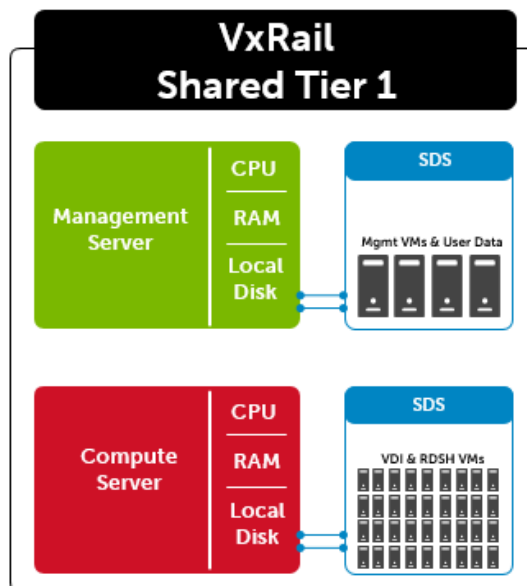 VxRail
Shared Tier 1
Management
Server
CPU
RAM
Local
Disk
SDS
Mgmt VMs & User Data
Compute
Server
CPU
RAM
Local
Disk
SDS
VDI & RDSH VMs